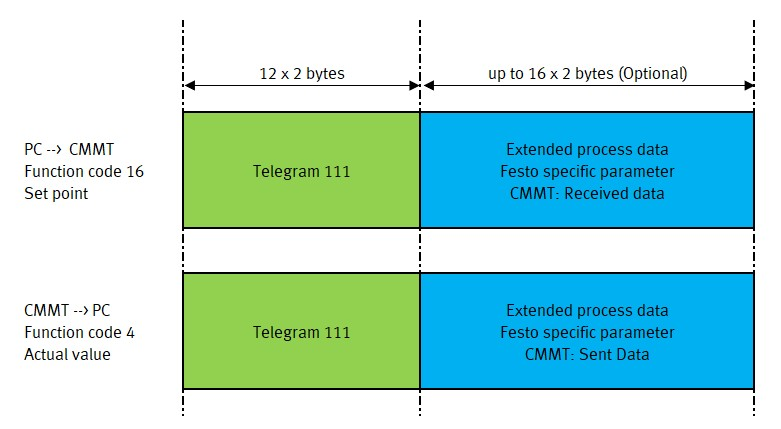 12 x 2 bytes
up to 16 x 2 bytes (Optional)
PC --> CMMT
Function code 16
Set point
Telegram 111
Extended process data
Festo specific parameter
CMMT: Received data
CMMT --> PC
Function code 4
Actual value
Telegram 111
Extended process data
Festo specific parameter
CMMT: Sent Data